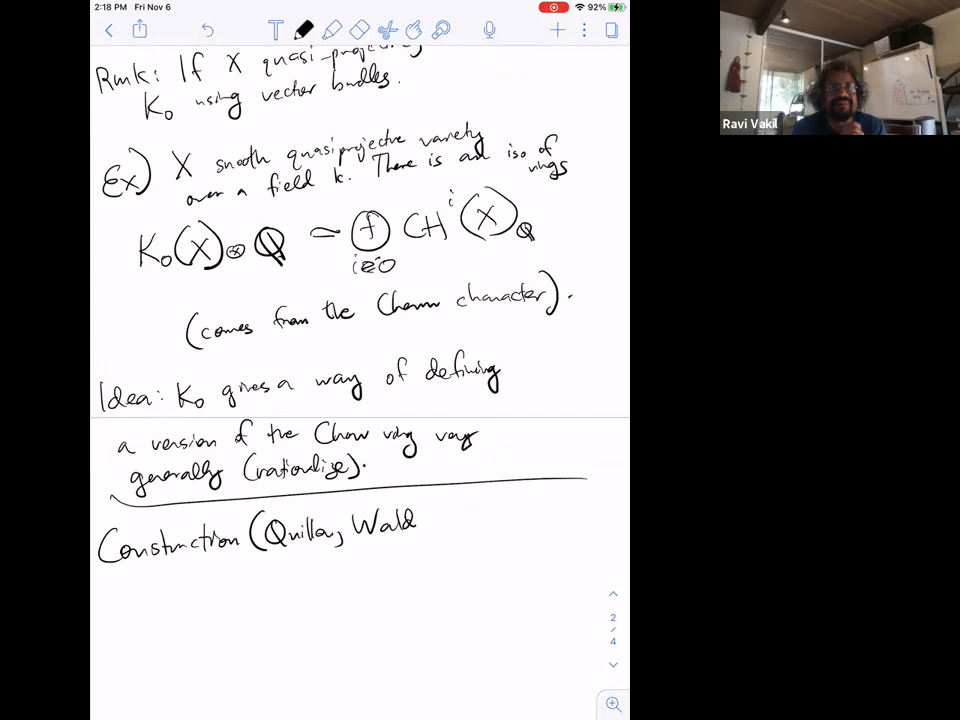 2:18 PM Fri Nov 6
92%
Rmk: If X quasi-projective
K₀ using vector bundles.
Ex) X smooth quasiprojective variety
over a field k. There is an iso of rings
K₀(X)⊗Q ≃ ⊕ CHⁱ(X)_Q
i≥0
(comes from the Chern character).
Idea: K₀ gives a way of defining
a version of the Chow ring very
generally (rationalize).
Construction (Quillen, Wald
2
/
4
Ravi Vakil